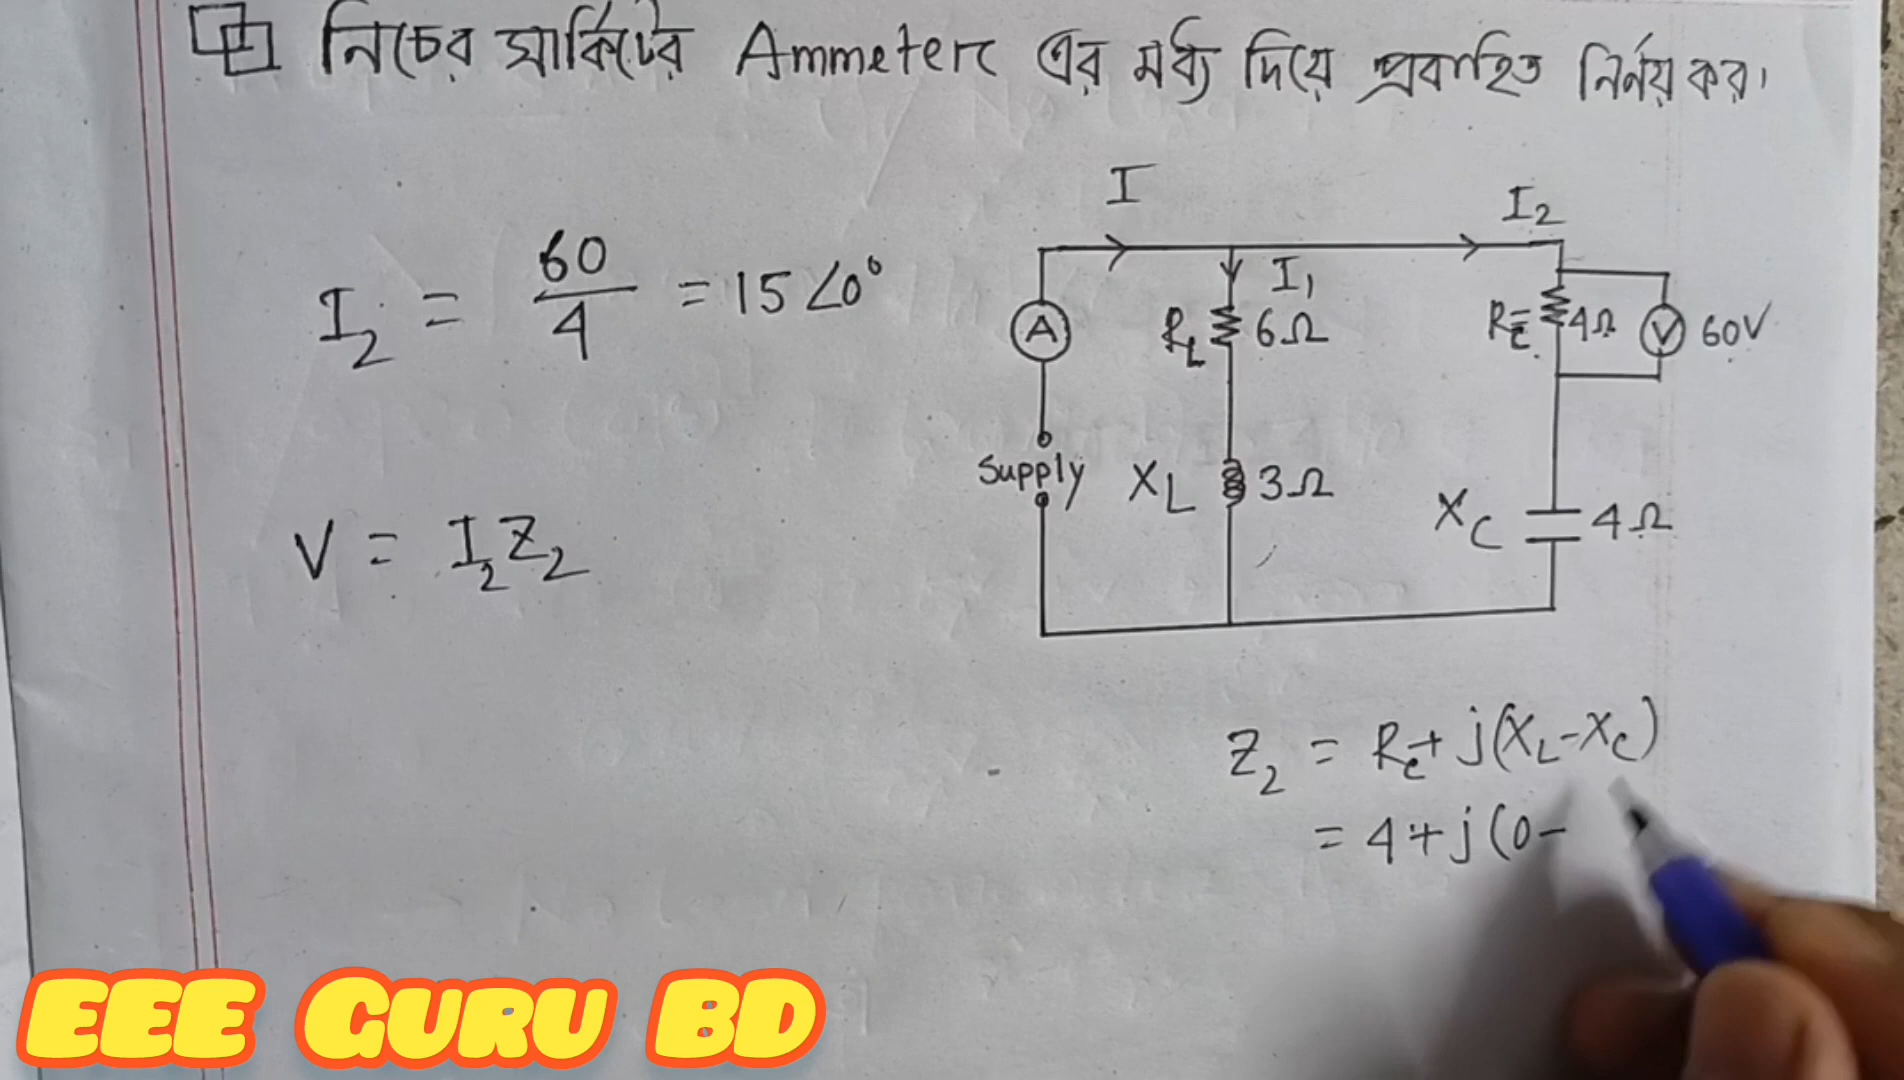 নিচের সার্কিটের Ammeter এর মধ্য দিয়ে প্রবাহিত নির্নয় কর।
I
I2
I2 = 60/4 = 15∠0°
I1
A
RL 6Ω
RC 4Ω
V 60V
Supply
XL 3Ω
XC 4Ω
V = I2Z2
Z2 = RC + j(XL-XC)
= 4+j(0-
EEE GURU BD